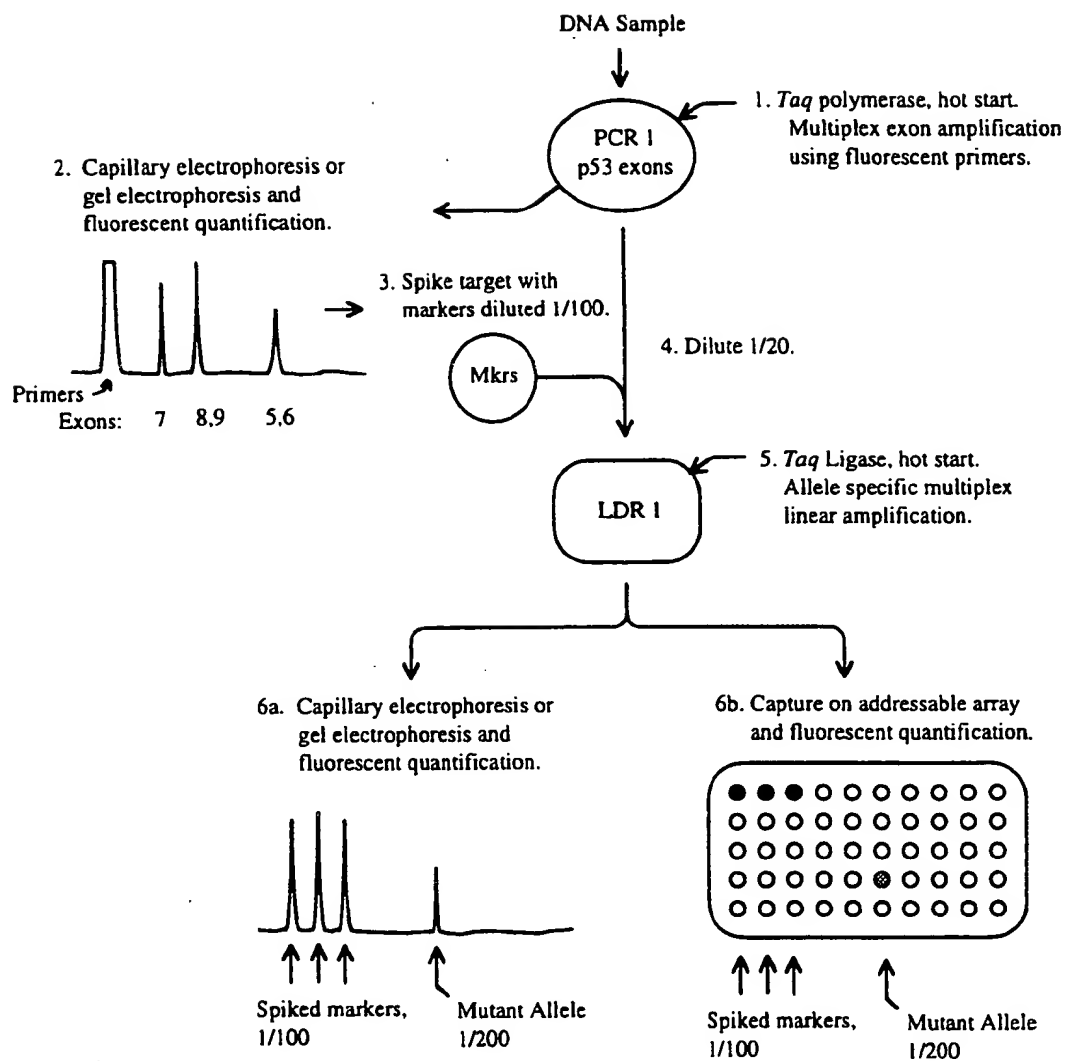 DNA Sample
PCR 1
p53 exons
1. Taq polymerase, hot start.
Multiplex exon amplification
using fluorescent primers.
2. Capillary electrophoresis or
gel electrophoresis and
fluorescent quantification.
3. Spike target with
markers diluted 1/100.
4. Dilute 1/20.
Mkrs
Primers
Exons: 7 8,9 5,6
5. Taq Ligase, hot start.
Allele specific multiplex
linear amplification.
LDR 1
6a. Capillary electrophoresis or
gel electrophoresis and
fluorescent quantification.
6b. Capture on addressable array
and fluorescent quantification.
Spiked markers,
1/100
Mutant Allele
1/200
Spiked markers,
1/100
Mutant Allele
1/200